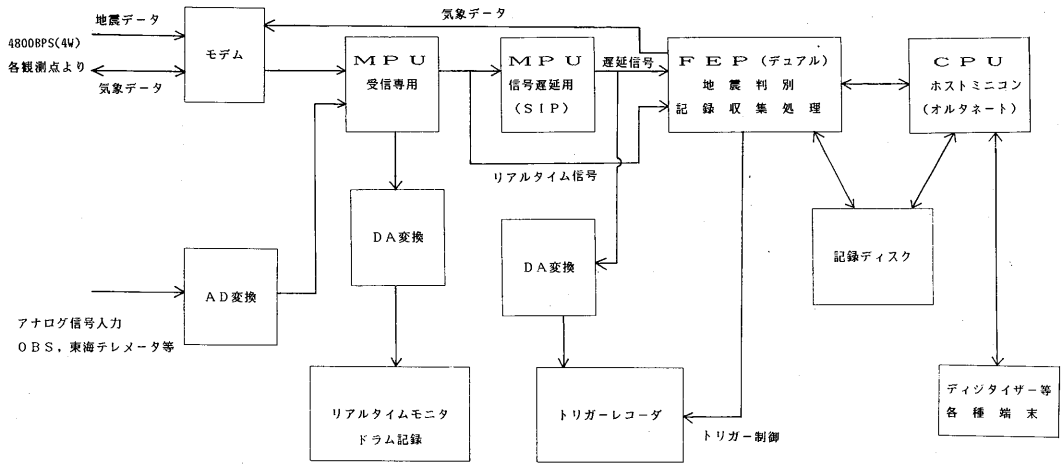 気象データ
地震データ
4800BPS(4W)
各観測点より
気象データ
モデム
MPU
受信専用
MPU
信号遅延用
(SIP)
遅延信号
FEP(デュアル)
地震判別
記録収集処理
CPU
ホストミニコン
(オルタネート)
リアルタイム信号
DA変換
DA変換
記録ディスク
AD変換
アナログ信号入力
OBS,東海テレメータ等
リアルタイムモニタ
ドラム記録
トリガーレコーダ
トリガー制御
ディジタイザー等
各種端末